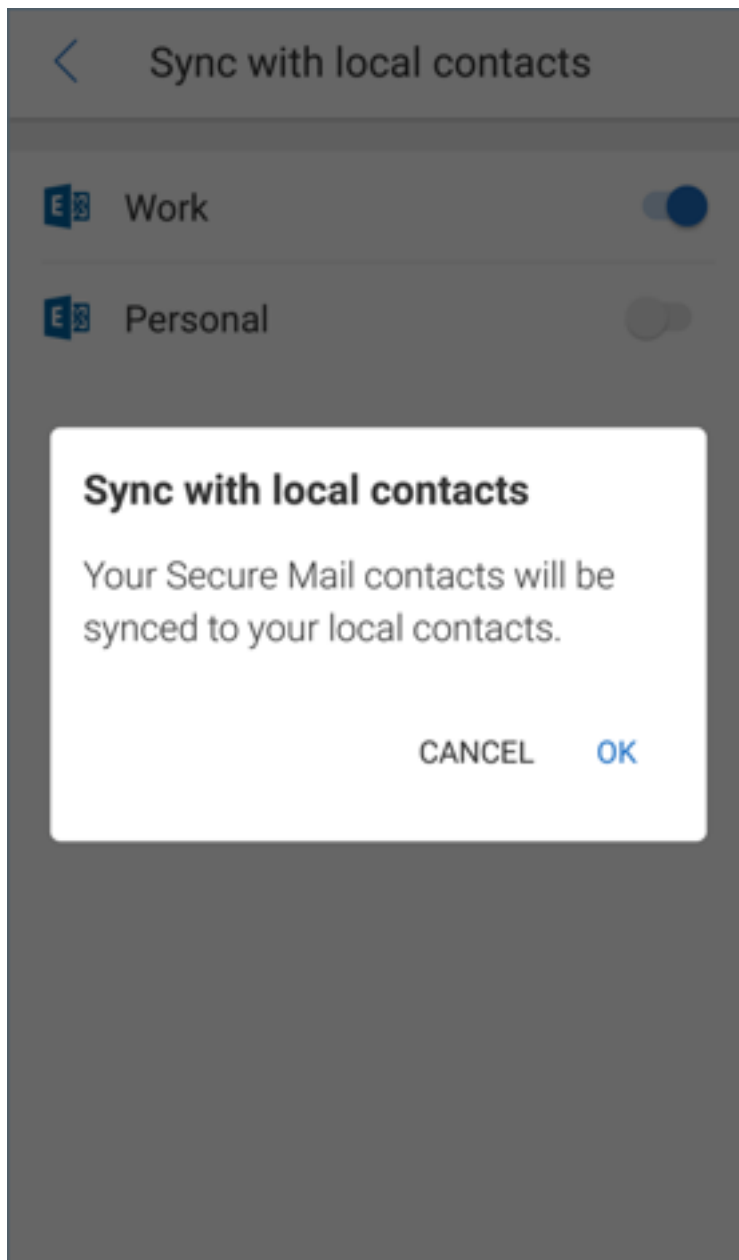 Sync with local contacts
E Work
E Personal
Sync with local contacts
Your Secure Mail contacts will be
synced to your local contacts.
CANCEL OK